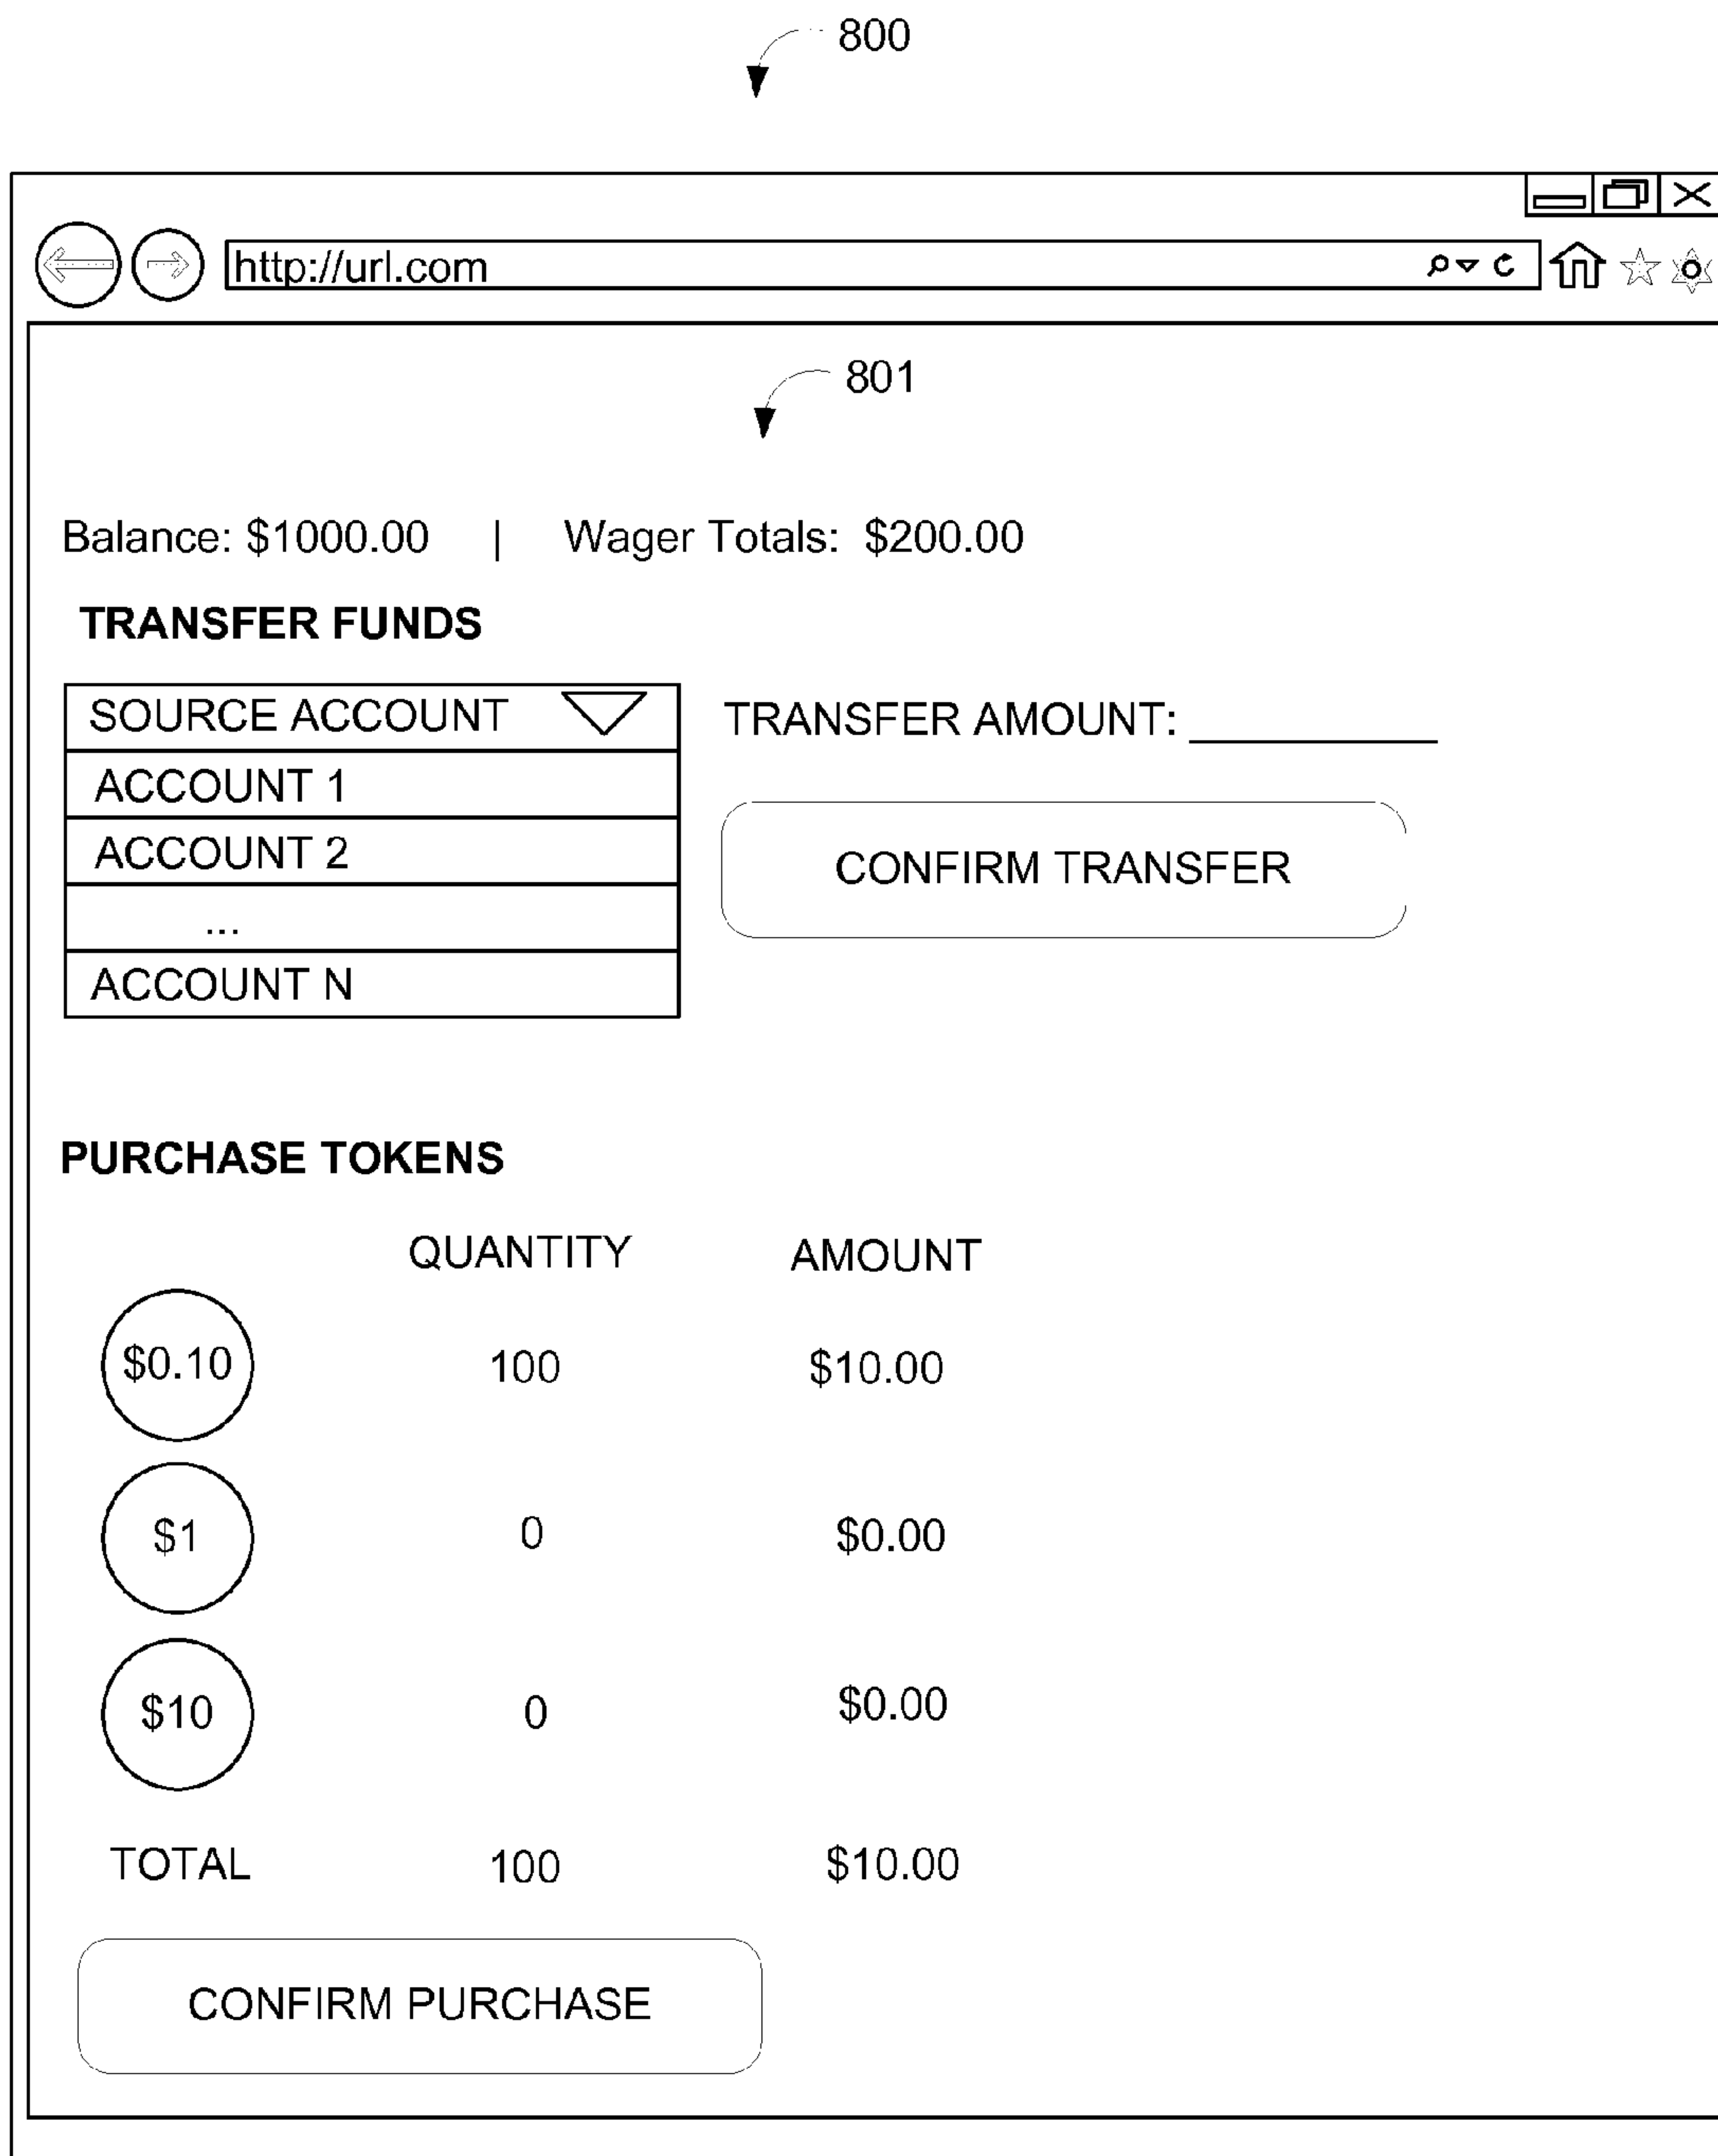 800
http://url.com
801
Balance: $1000.00 | Wager Totals: $200.00
TRANSFER FUNDS
SOURCE ACCOUNT
TRANSFER AMOUNT: __________
ACCOUNT 1
ACCOUNT 2
CONFIRM TRANSFER
...
ACCOUNT N
PURCHASE TOKENS
QUANTITY AMOUNT
$0.10 100 $10.00
$1 0 $0.00
$10 0 $0.00
TOTAL 100 $10.00
CONFIRM PURCHASE